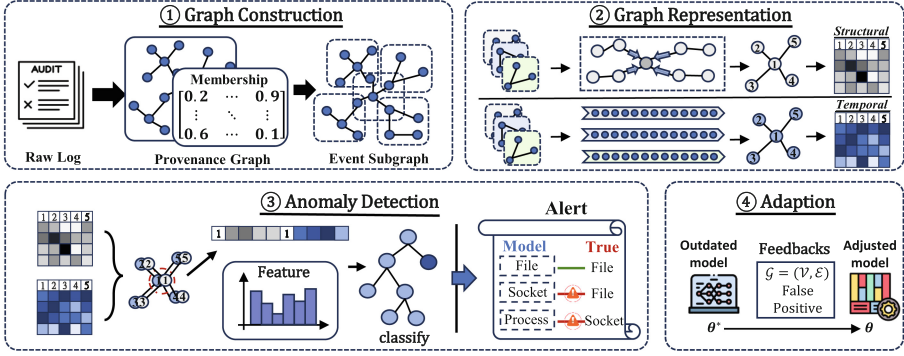 ① Graph Construction
AUDIT
Raw Log
Membership
0.2 ⋯ 0.9
⋮ ⋱ ⋮
0.6 ⋯ 0.1
Provenance Graph
Event Subgraph
② Graph Representation
2 5
1
3 4
Structural
1 2 3 4 5
2 5
1
3 4
Temporal
1 2 3 4 5
③ Anomaly Detection
1 2 3 4 5
1 2 3 4 5
2 2 5 5
1
3 3 4 4
1 1
Feature
classify
Alert
Model True
File File
Socket File
Process Socket
④ Adaption
Outdated model
Feedbacks
𝒢 = (𝒱, ℰ)
False
Positive
Adjusted model
θ* θ